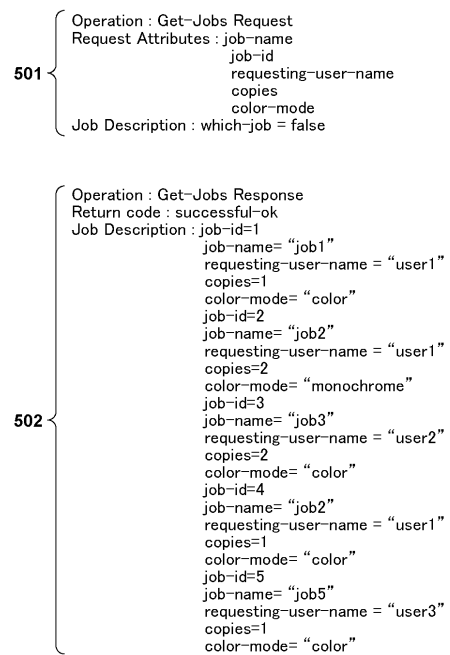 Operation : Get-Jobs Request
Request Attributes : job-name
job-id
501
requesting-user-name
copies
color-mode
Job Description : which-job = false
Operation : Get-Jobs Response
Return code : successful-ok
Job Description : job-id=1
job-name= “job1”
requesting-user-name = “user1”
copies=1
color-mode= “color”
job-id=2
job-name= “job2”
requesting-user-name = “user1”
copies=2
color-mode= “monochrome”
job-id=3
502
job-name= “job3”
requesting-user-name = “user2”
copies=2
color-mode= “color”
job-id=4
job-name= “job2”
requesting-user-name = “user1”
copies=1
color-mode= “color”
job-id=5
job-name= “job5”
requesting-user-name = “user3”
copies=1
color-mode= “color”